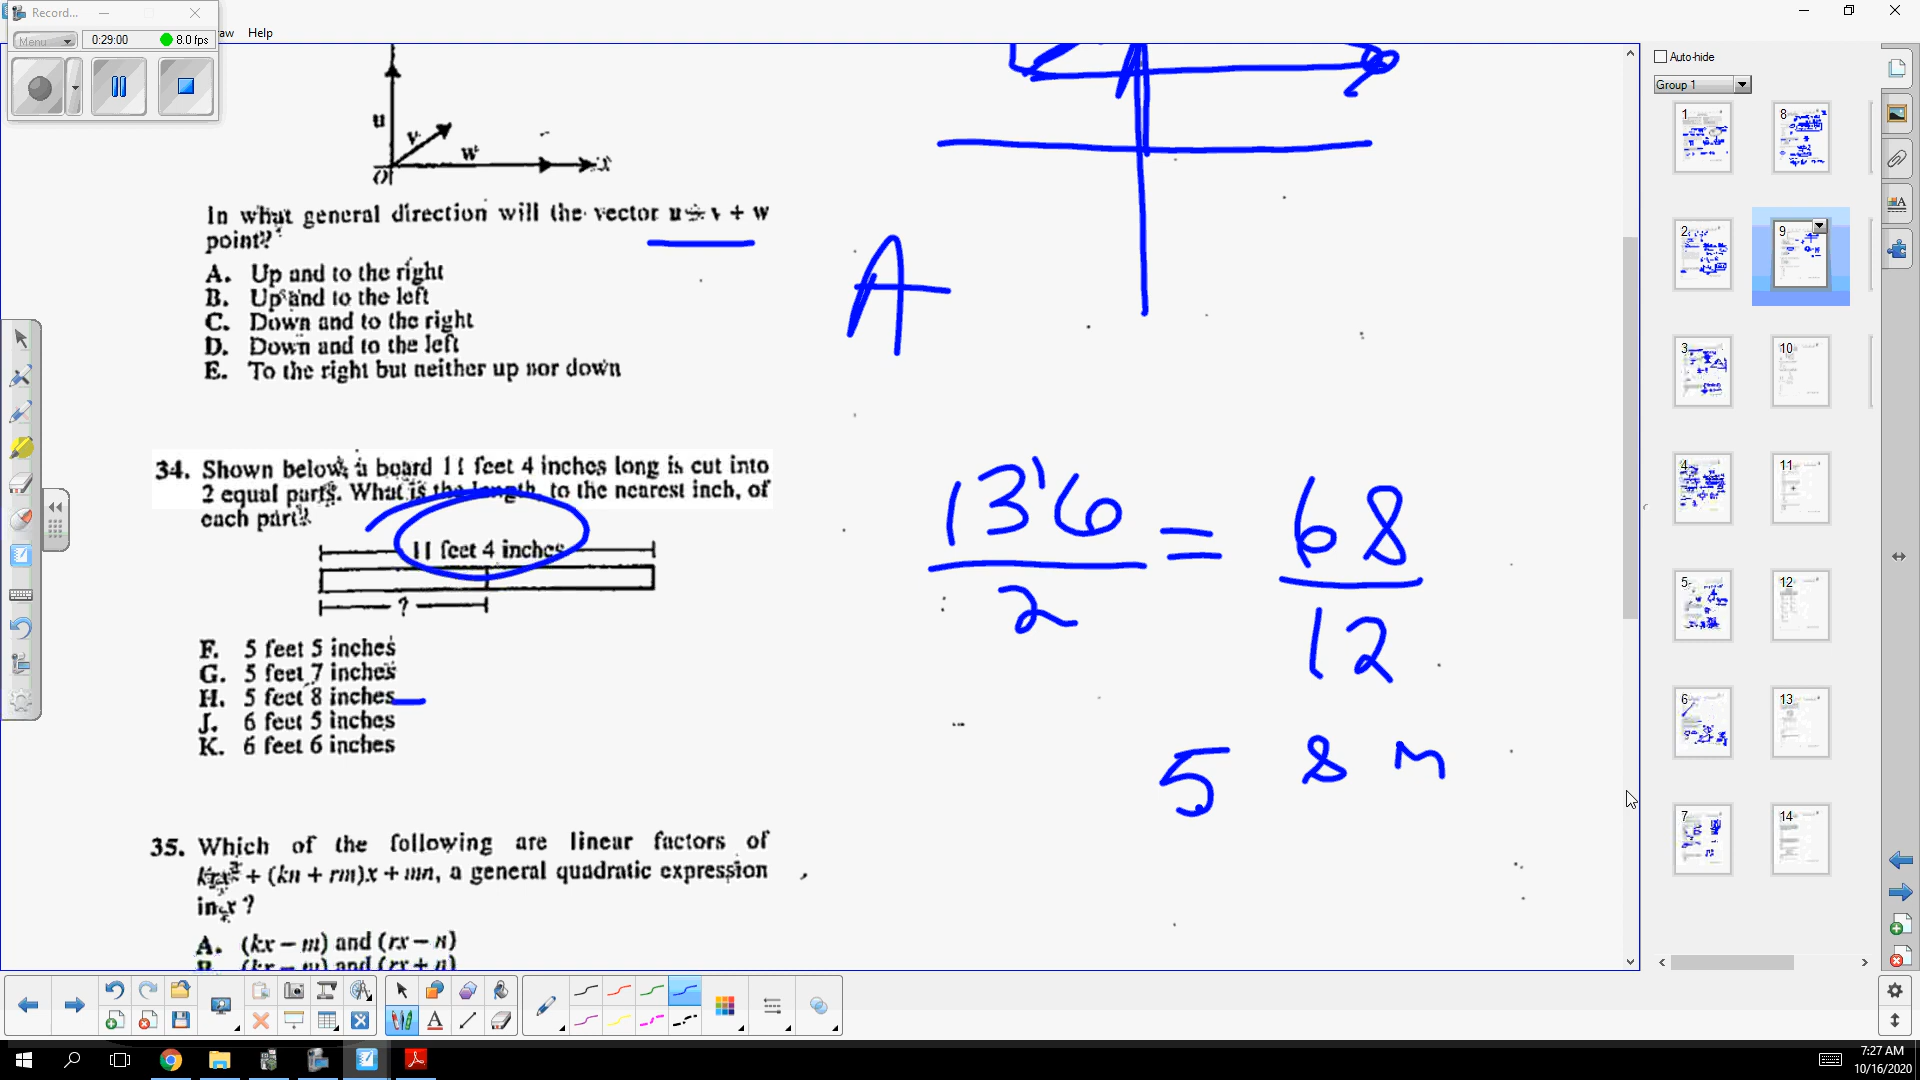 Record...
Menu
0:29:00
8.0 fps
aw
Help
u
v
w
x
O
In what general direction will the vector u = v + w
point?
A. Up and to the right
B. Up and to the left
C. Down and to the right
D. Down and to the left
E. To the right but neither up nor down
A
34. Shown below, a board 11 feet 4 inches long is cut into
2 equal parts. What is the length, to the nearest inch, of
each part?
11 feet 4 inches
?
F. 5 feet 5 inches
G. 5 feet 7 inches
H. 5 feet 8 inches
J. 6 feet 5 inches
K. 6 feet 6 inches
136 = 68
2 12
5 8
35. Which of the following are linear factors of
+ (kn + rm)x + mn, a general quadratic expression
in x ?
A. (kx – m) and (rx – n)
B. (kx – m) and (rx + n)
Auto-hide
Group 1
1
8
2
9
3
10
4
11
5
12
6
13
7
14
7:27 AM
10/16/2020